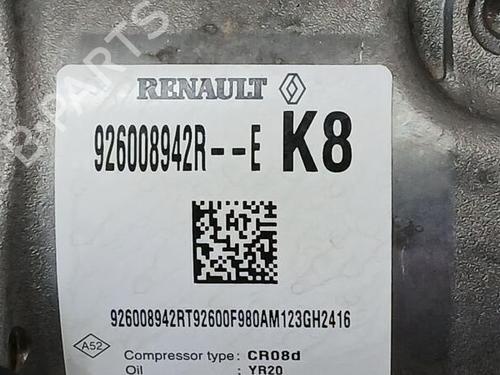 B-PARTS
RENAULT
926008942R--E K8
926008942RT92600F980AM123GH2416
A52
Compressor type: CR08d
Oil : YR20